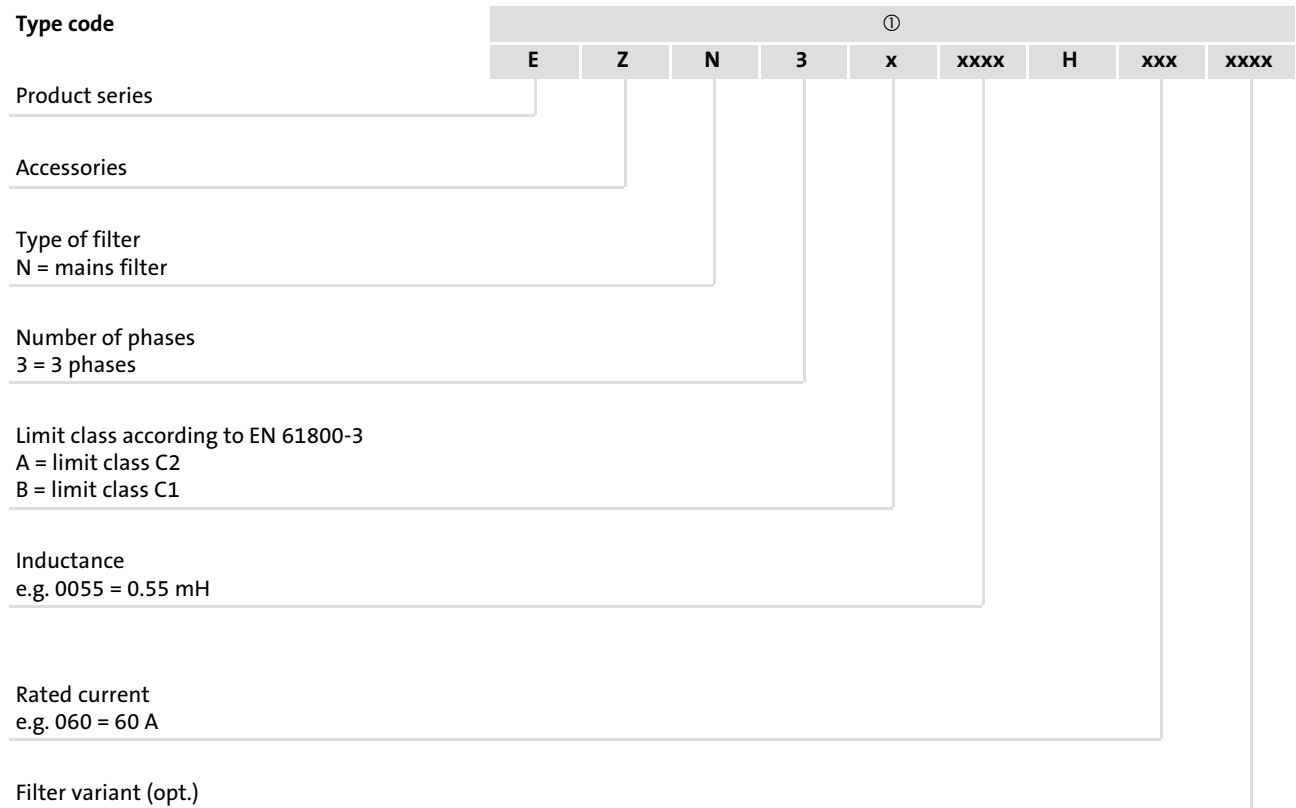 Type code ①
E Z N 3 x xxxx H xxx xxxx
Product series
Accessories
Type of filter
N = mains filter
Number of phases
3 = 3 phases
Limit class according to EN 61800-3
A = limit class C2
B = limit class C1
Inductance
e.g. 0055 = 0.55 mH
Rated current
e.g. 060 = 60 A
Filter variant (opt.)